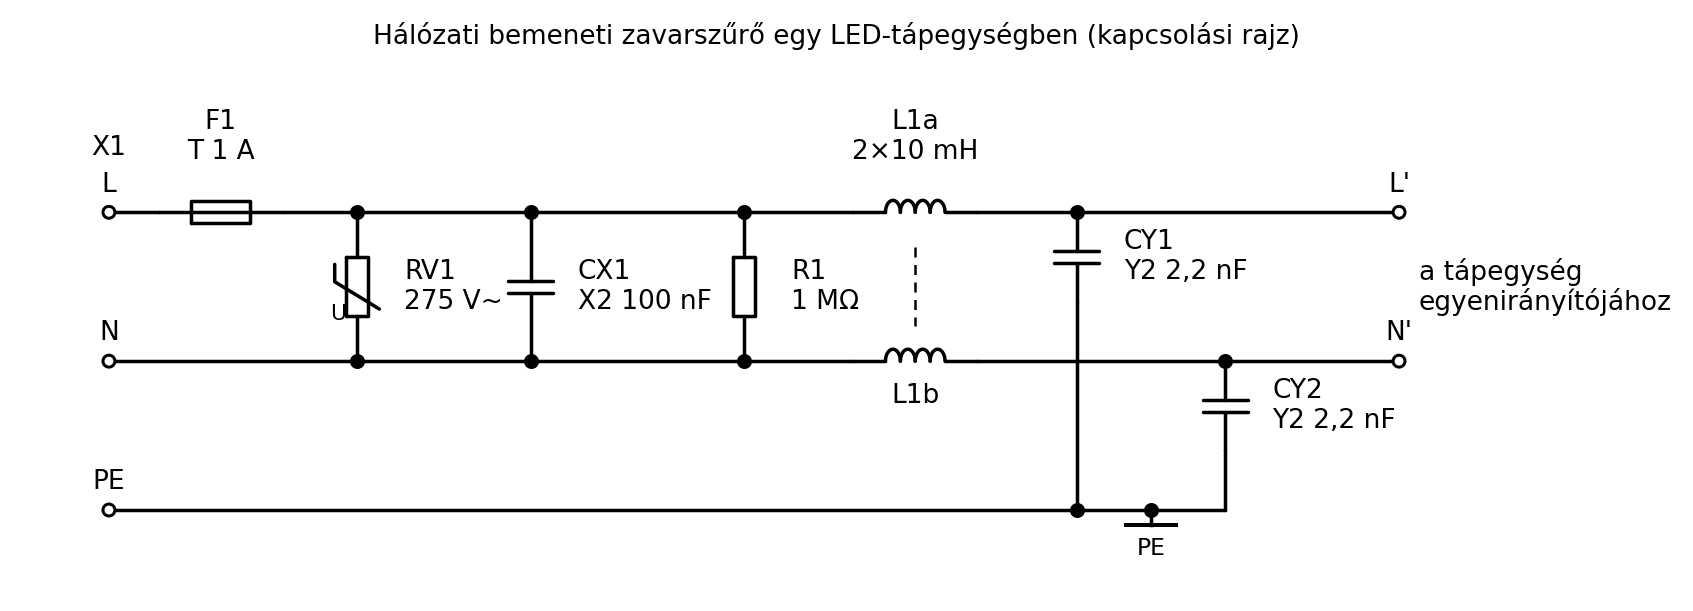 Hálózati bemeneti zavarszűrő egy LED-tápegységben (kapcsolási rajz)
X1
F1
T 1 A
L1a
2×10 mH
L
L'
RV1
275 V~
U
CX1
X2 100 nF
R1
1 MΩ
CY1
Y2 2,2 nF
a tápegység
egyenirányítójához
N
N'
L1b
CY2
Y2 2,2 nF
PE
PE